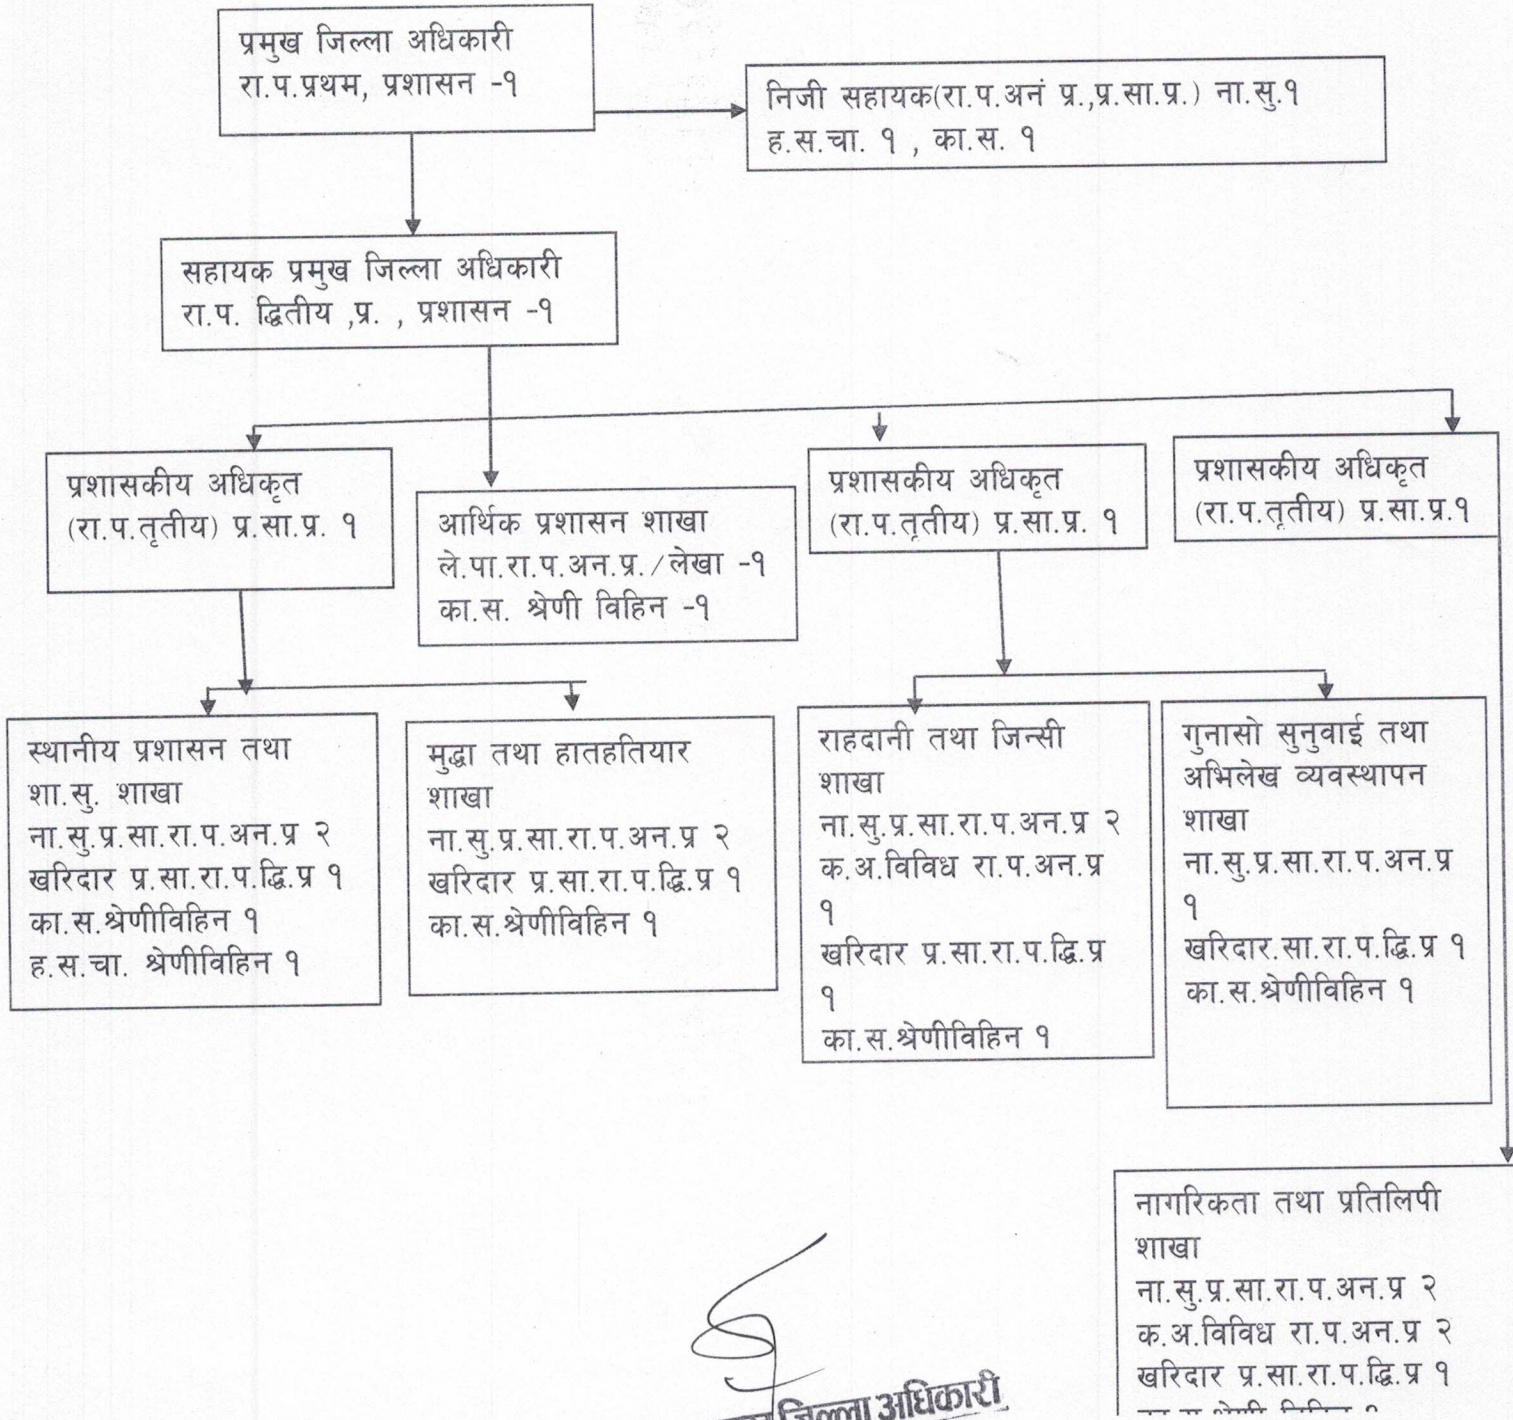 प्रमुख जिल्ला अधिकारी
रा.प.प्रथम, प्रशासन -१
निजी सहायक(रा.प.अनं प्र.,प्र.सा.प्र.) ना.सु.१
ह.स.चा. १ , का.स. १
सहायक प्रमुख जिल्ला अधिकारी
रा.प. द्धितीय ,प्र. , प्रशासन -१
प्रशासकीय अधिकृत
(रा.प.तृतीय) प्र.सा.प्र. १
आर्थिक प्रशासन शाखा
ले.पा.रा.प.अन.प्र./लेखा -१
का.स. श्रेणी विहिन -१
प्रशासकीय अधिकृत
(रा.प.तृतीय) प्र.सा.प्र. १
प्रशासकीय अधिकृत
(रा.प.तृतीय) प्र.सा.प्र.१
स्थानीय प्रशासन तथा
शा.सु. शाखा
ना.सु.प्र.सा.रा.प.अन.प्र २
खरिदार प्र.सा.रा.प.द्धि.प्र १
का.स.श्रेणीविहिन १
ह.स.चा. श्रेणीविहिन १
मुद्धा तथा हातहतियार
शाखा
ना.सु.प्र.सा.रा.प.अन.प्र २
खरिदार प्र.सा.रा.प.द्धि.प्र १
का.स.श्रेणीविहिन १
राहदानी तथा जिन्सी
शाखा
ना.सु.प्र.सा.रा.प.अन.प्र २
क.अ.विविध रा.प.अन.प्र
१
खरिदार प्र.सा.रा.प.द्धि.प्र
१
का.स.श्रेणीविहिन १
गुनासो सुनुवाई तथा
अभिलेख व्यवस्थापन
शाखा
ना.सु.प्र.सा.रा.प.अन.प्र
१
खरिदार.सा.रा.प.द्धि.प्र १
का.स.श्रेणीविहिन १
नागरिकता तथा प्रतिलिपी
शाखा
ना.सु.प्र.सा.रा.प.अन.प्र २
क.अ.विविध रा.प.अन.प्र २
खरिदार प्र.सा.रा.प.द्धि.प्र १
जिल्ला अधिकारी